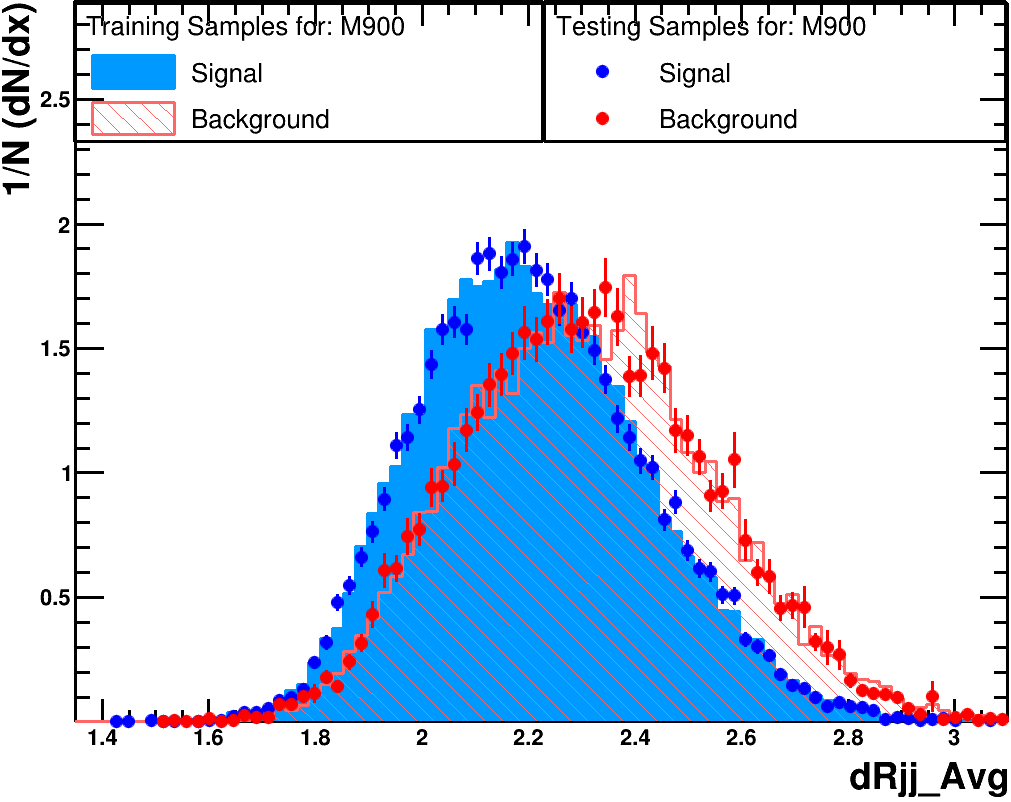 1/N (dN/dx)
Training Samples for: M900
Signal
Background
Testing Samples for: M900
Signal
Background
2.5
2
1.5
1
0.5
1.4 1.6 1.8 2 2.2 2.4 2.6 2.8 3
dRjj_Avg